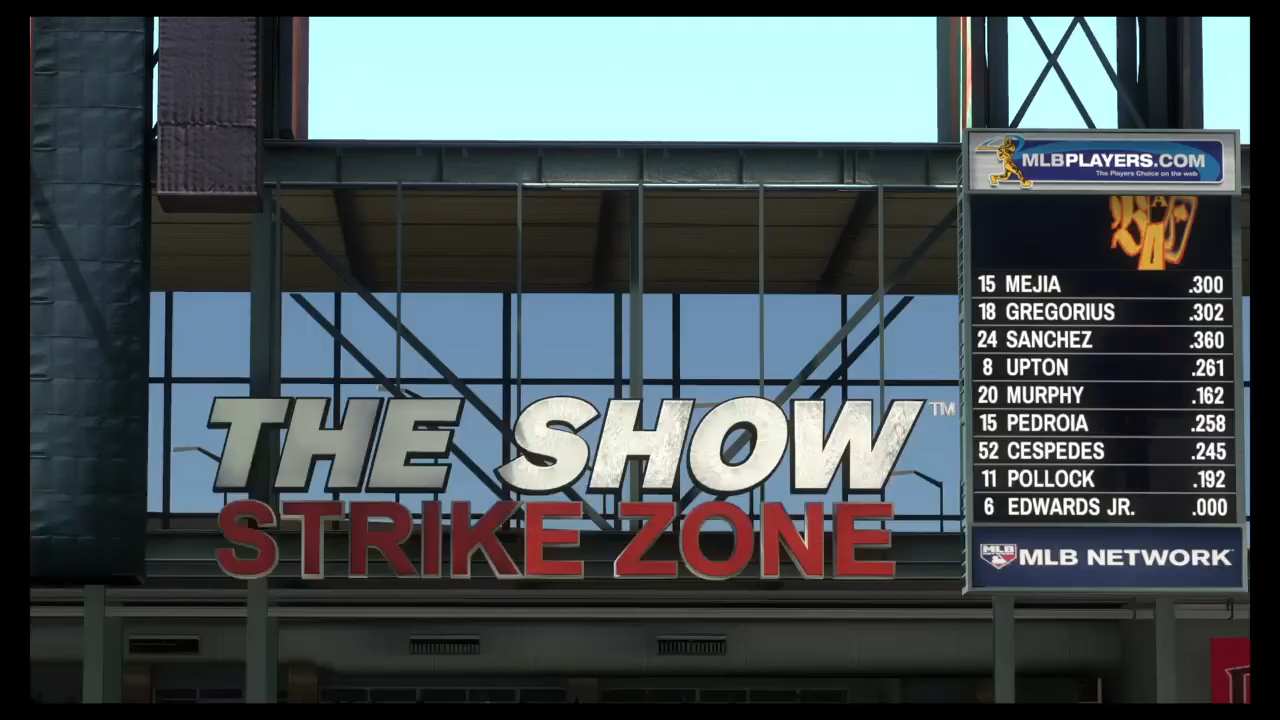 MLBPLAYERS.COM
The Players Choice on the web
15 MEJIA .300
18 GREGORIUS .302
24 SANCHEZ .360
8 UPTON .261
20 MURPHY .162
15 PEDROIA .258
52 CESPEDES .245
11 POLLOCK .192
6 EDWARDS JR. .000
MLB NETWORK
THE SHOW™
STRIKE ZONE